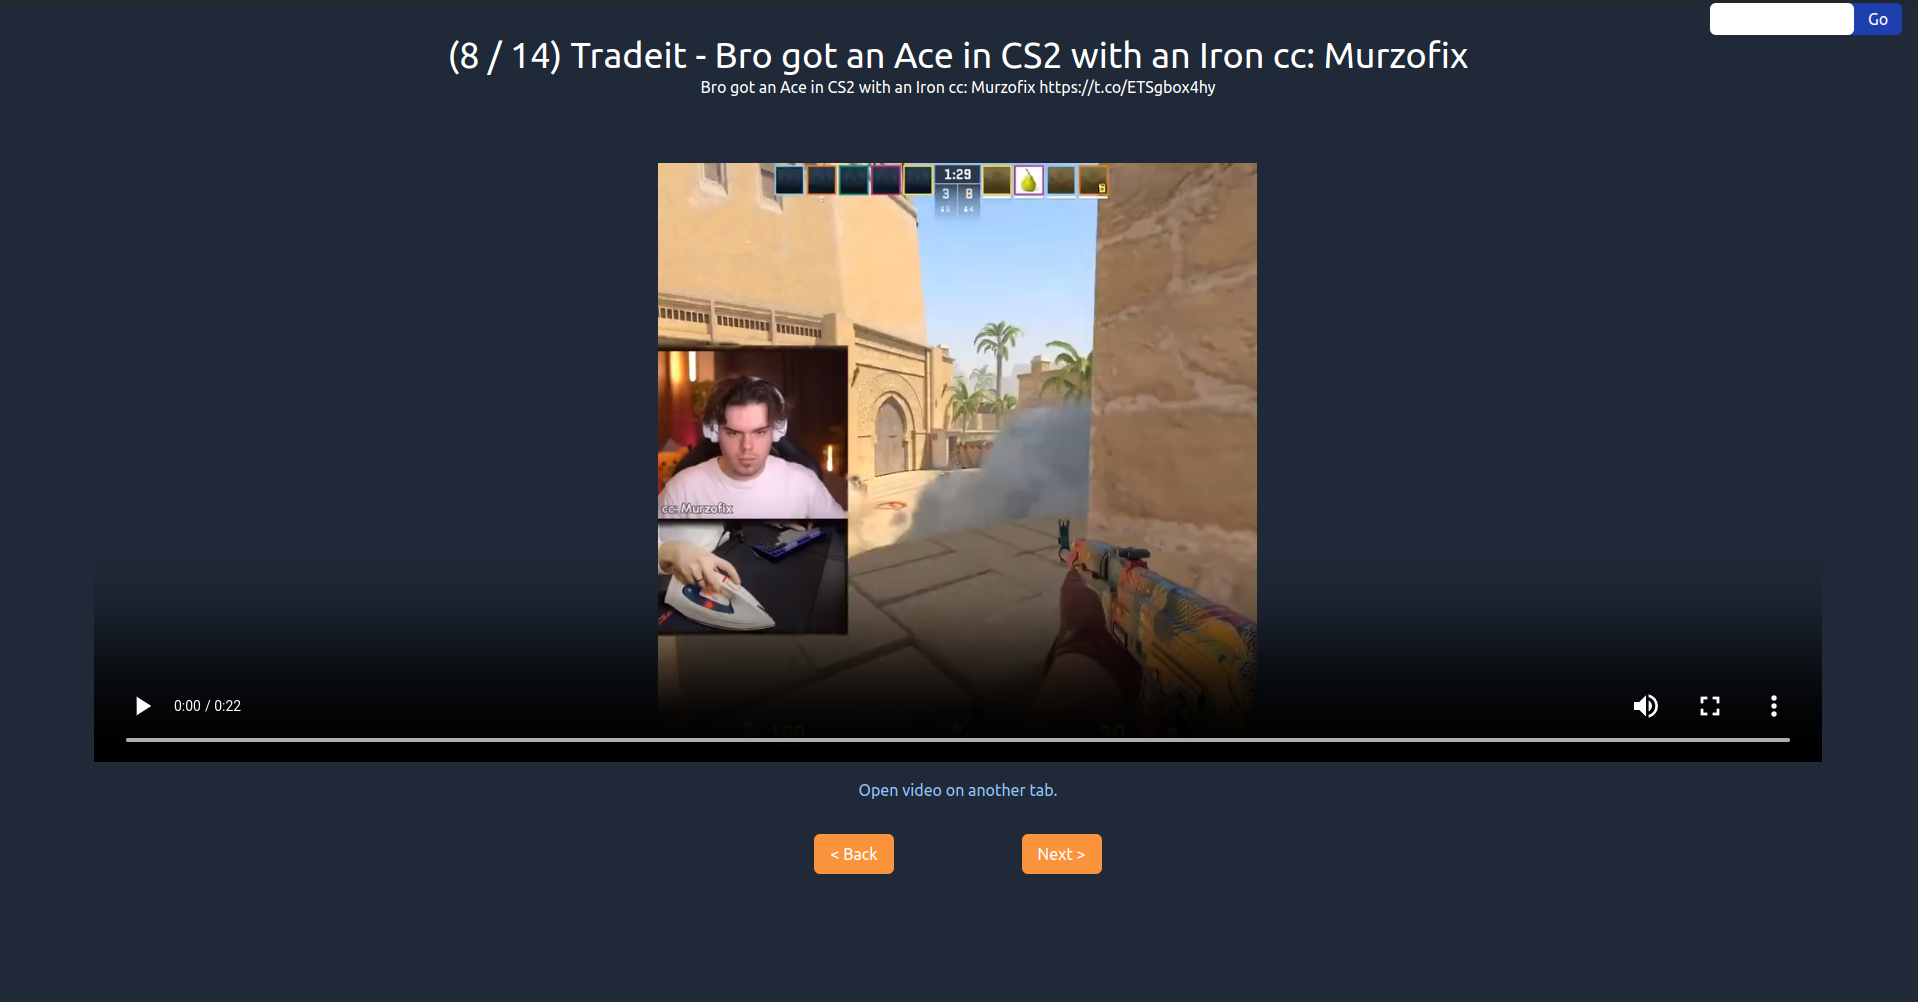 Go
(8 / 14) Tradeit - Bro got an Ace in CS2 with an Iron cc: Murzofix
Bro got an Ace in CS2 with an Iron cc: Murzofix https://t.co/ETSgbox4hy
1:29
3 8
cc: Murzofix
0:00 / 0:22
Open video on another tab.
< Back
Next >